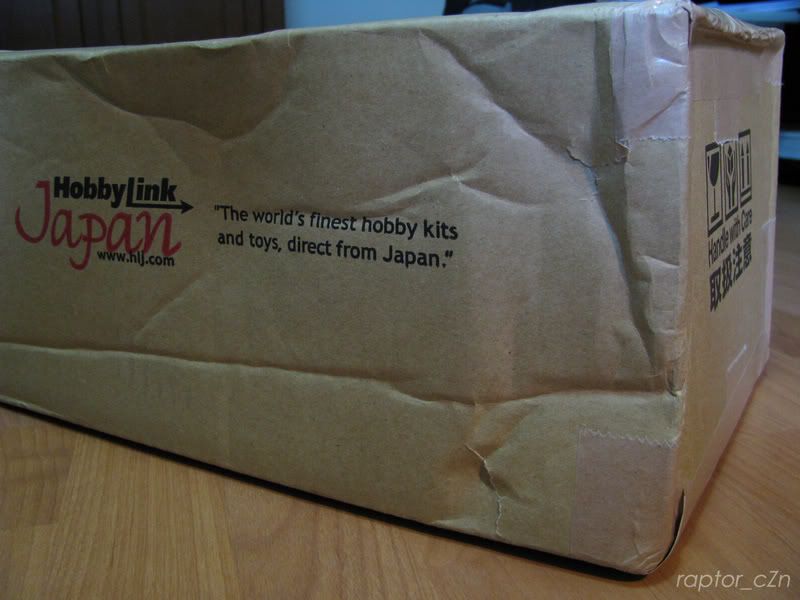 HobbyLink
Japan
www.hlj.com
"The world's finest hobby kits
and toys, direct from Japan."
Handle with Care
取扱注意
raptor_cZn